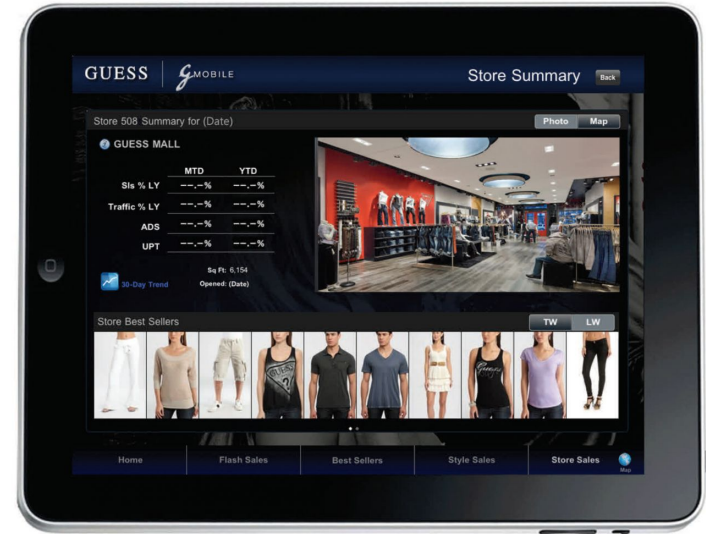 GUESS
G MOBILE
Store Summary
Back
Store 508 Summary for (Date)
Photo
Map
GUESS MALL
MTD YTD
Sls % LY --.-% --.-%
Traffic % LY --.-% --.-%
ADS --.-% --.-%
UPT --.-% --.-%
30-Day Trend
Sq Ft: 6,154
Opened: (Date)
Store Best Sellers
TW
LW
Home
Flash Sales
Best Sellers
Style Sales
Store Sales
Map